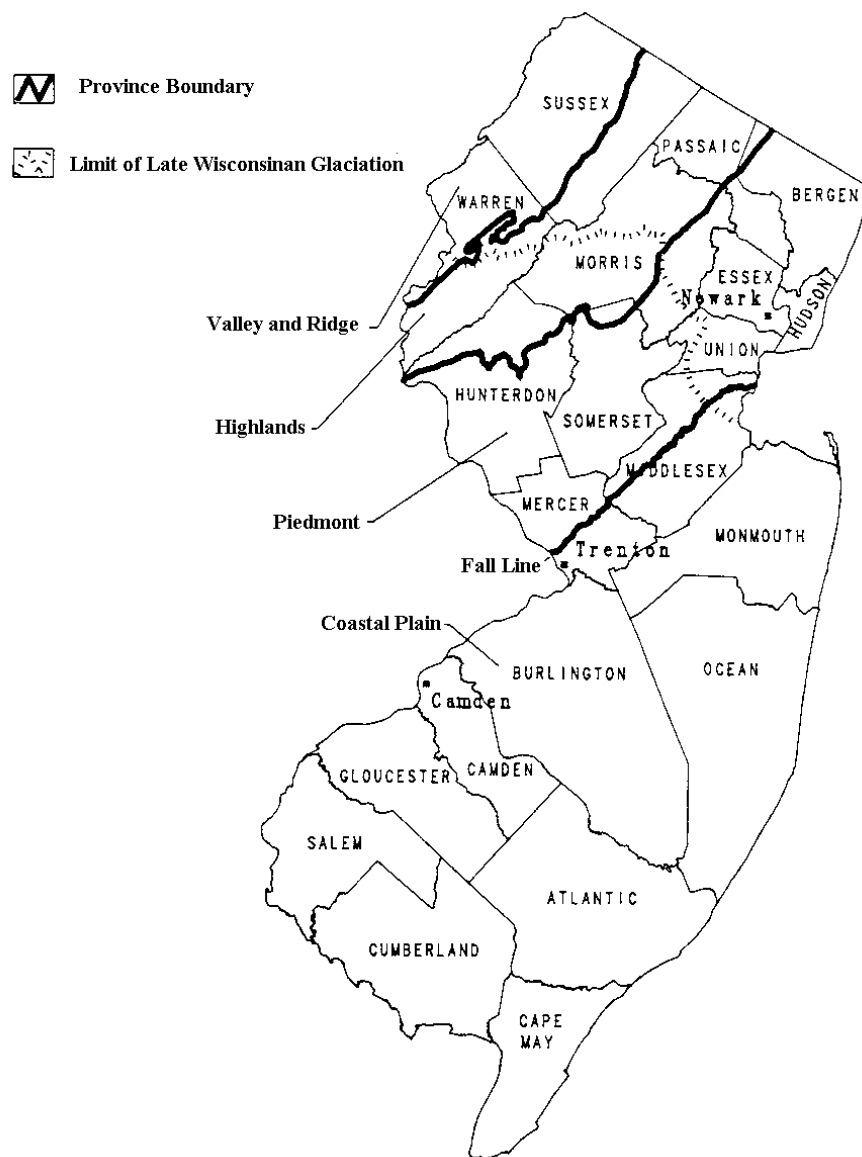 Province Boundary
Limit of Late Wisconsinan Glaciation
SUSSEX
PASSAIC
BERGEN
WARREN
MORRIS
ESSEX
Newark
HUDSON
Valley and Ridge
UNION
HUNTERDON
Highlands
SOMERSET
MIDDLESEX
MERCER
Piedmont
MONMOUTH
Trenton
Fall Line
Coastal Plain
BURLINGTON
OCEAN
Camden
GLOUCESTER
CAMDEN
SALEM
ATLANTIC
CUMBERLAND
CAPE
MAY